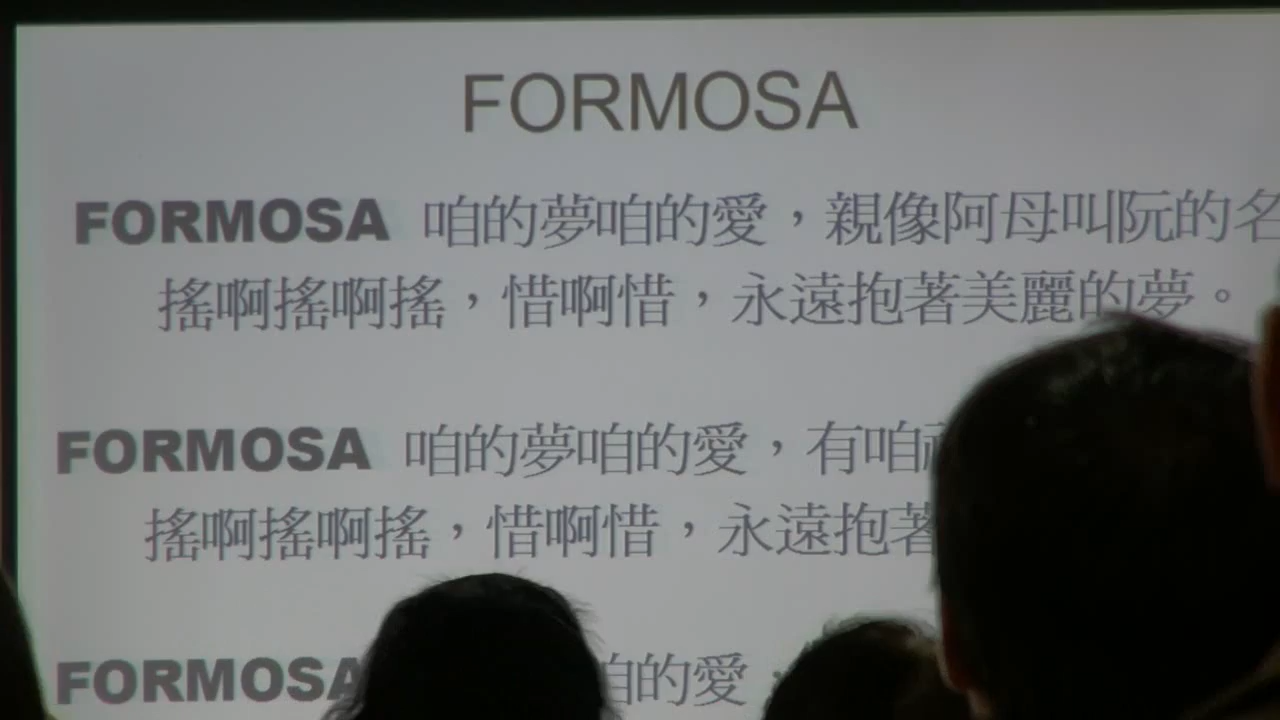 FORMOSA
FORMOSA 咱的夢咱的愛，親像阿母叫阮的名
搖啊搖啊搖，惜啊惜，永遠抱著美麗的夢。
FORMOSA 咱的夢咱的愛，有咱
搖啊搖啊搖，惜啊惜，永遠抱著
FORMOSA 咱的愛，